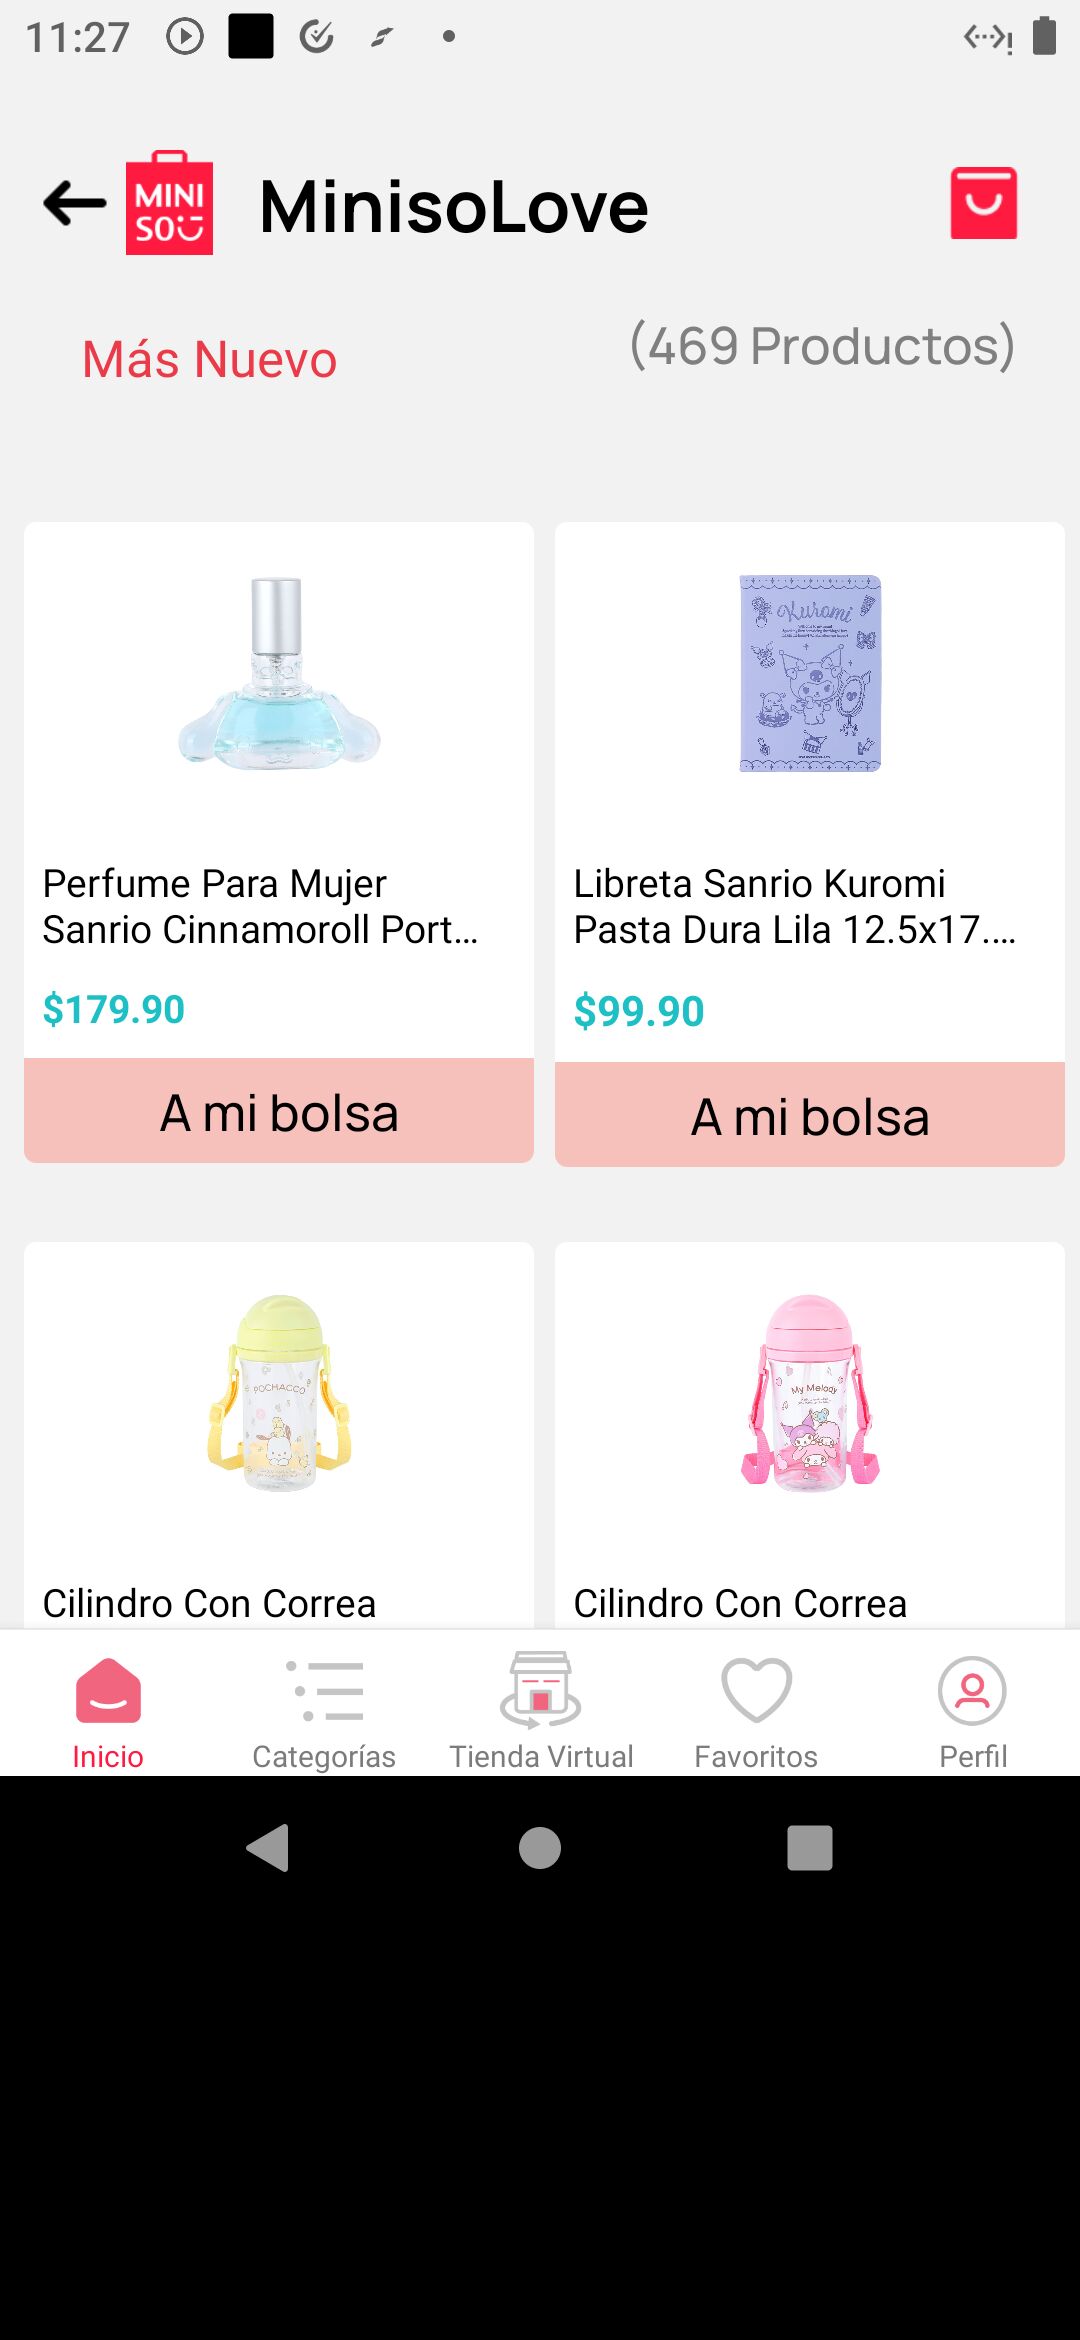 11:27
MINI
SO
MinisoLove
Más Nuevo
(469 Productos)
Kuromi
Perfume Para Mujer
Sanrio Cinnamoroll Port...
$179.90
A mi bolsa
Libreta Sanrio Kuromi
Pasta Dura Lila 12.5x17....
$99.90
A mi bolsa
POCHACCO
Cilindro Con Correa
My Melody
Cilindro Con Correa
Inicio
Categorías
Tienda Virtual
Favoritos
Perfil